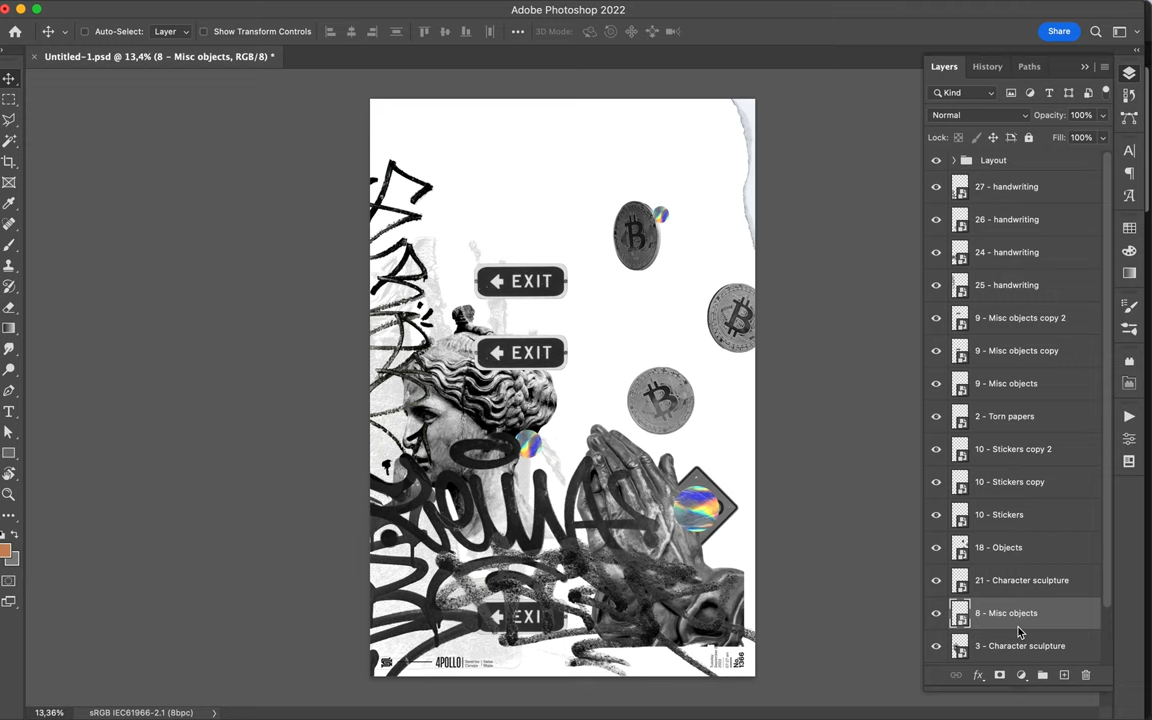 Adobe Photoshop 2022
Auto-Select: Layer Show Transform Controls 3D Mode: Share
Untitled-1.psd @ 13,4% (8 - Misc objects, RGB/8) *
Layers History Paths
Kind
Normal Opacity: 100%
Lock: Fill: 100%
Layout
27 - handwriting
26 - handwriting
24 - handwriting
25 - handwriting
9 - Misc objects copy 2
9 - Misc objects copy
9 - Misc objects
2 - Torn papers
10 - Stickers copy 2
10 - Stickers copy
10 - Stickers
18 - Objects
21 - Character sculpture
8 - Misc objects
3 - Character sculpture
EXIT
EXIT
EXIT
4POLLO
13,36% sRGB IEC61966-2.1 (8bpc)